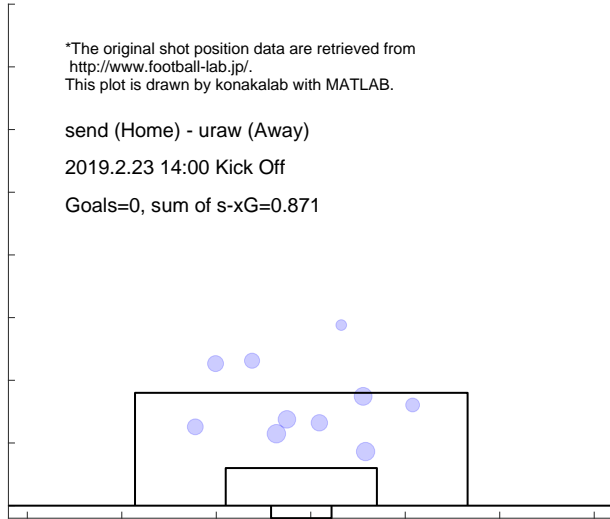 *The original shot position data are retrieved from
http://www.football-lab.jp/.
This plot is drawn by konakalab with MATLAB.
send (Home) - uraw (Away)
2019.2.23 14:00 Kick Off
Goals=0, sum of s-xG=0.871